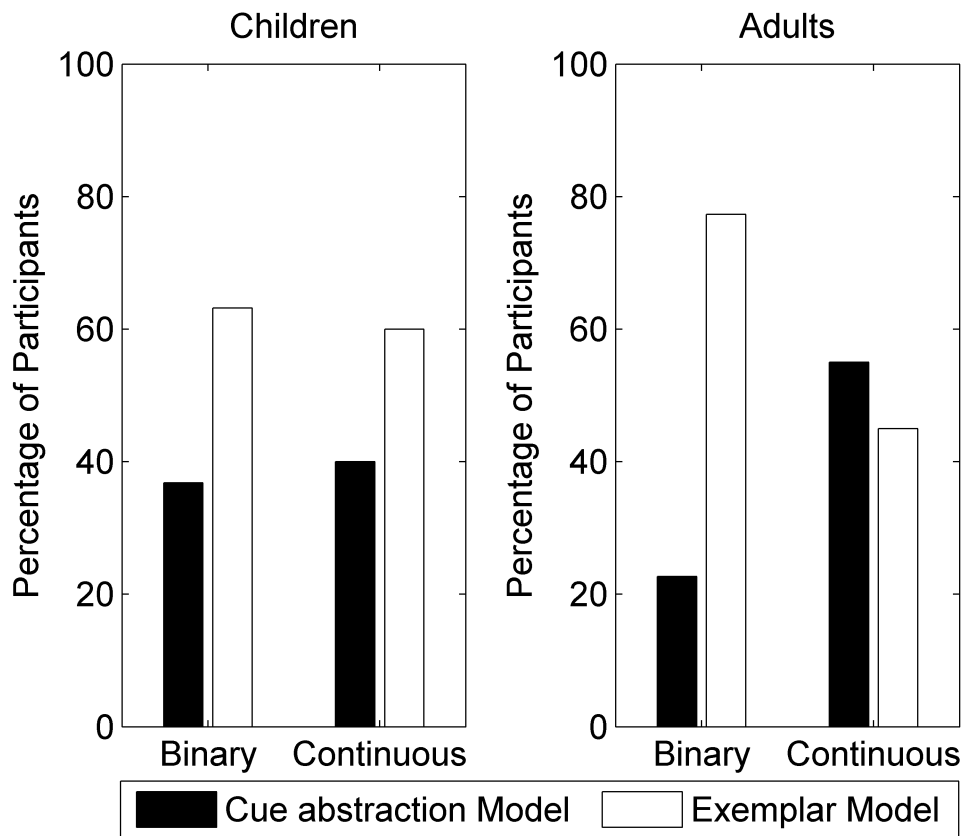 Children
Adults
Percentage of Participants
100
80
60
40
20
0
Binary
Continuous
Percentage of Participants
100
80
60
40
20
0
Binary
Continuous
Cue abstraction Model
Exemplar Model